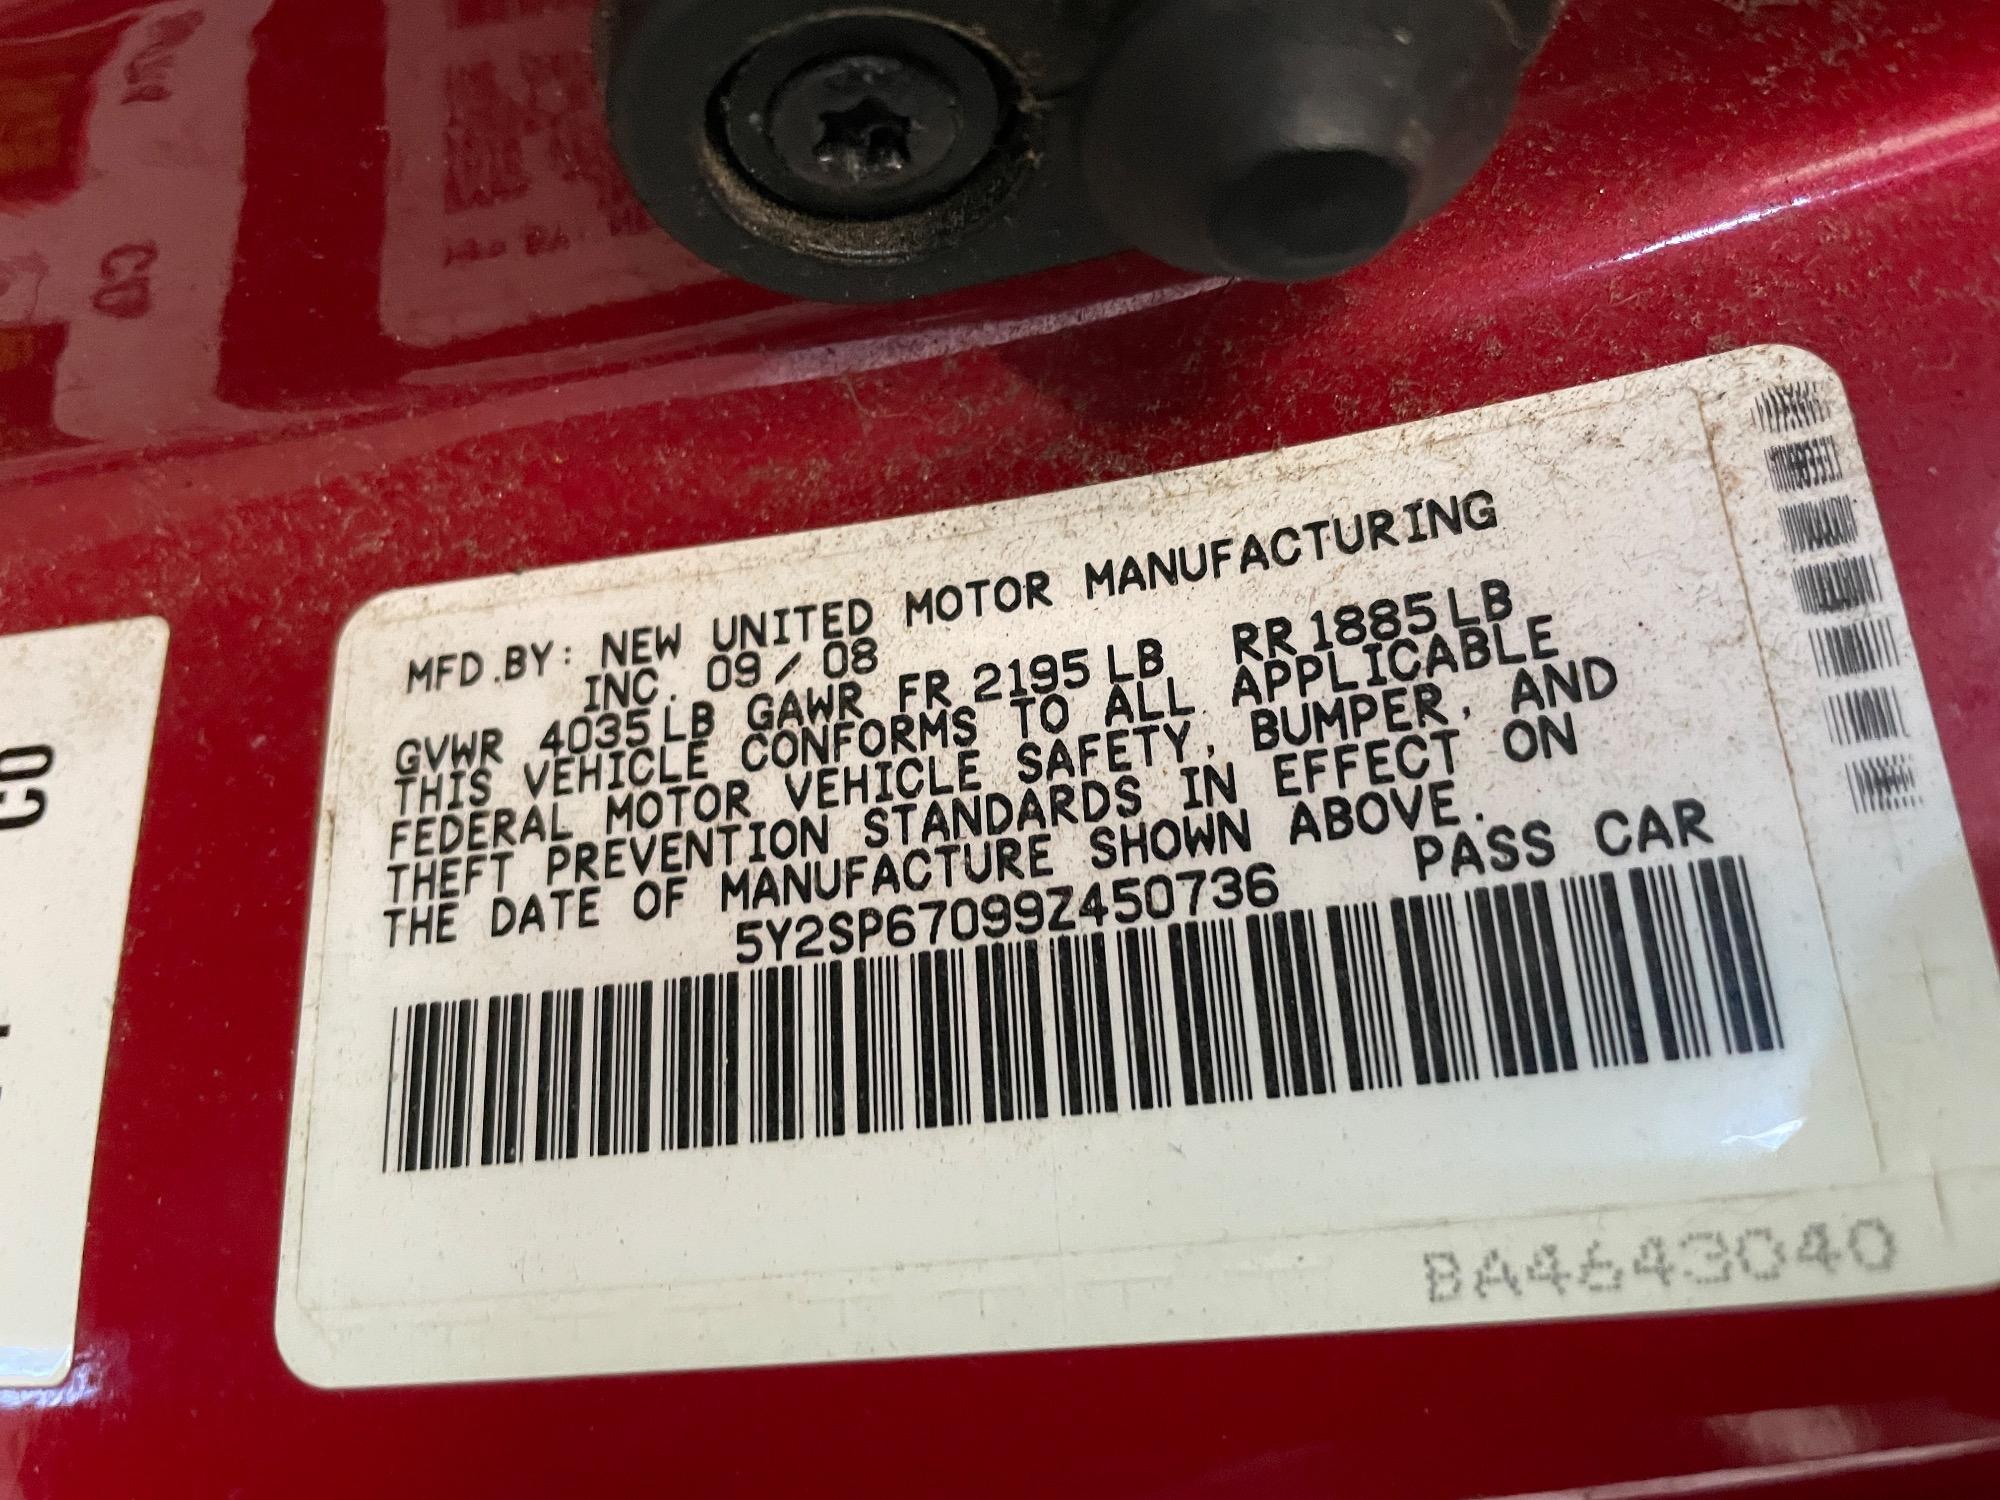 MFD.BY: NEW UNITED MOTOR MANUFACTURING
INC. 09/08
GVWR 4035LB GAWR FR 2195LB RR1885LB
THIS VEHICLE CONFORMS TO ALL APPLICABLE
FEDERAL MOTOR VEHICLE SAFETY, BUMPER, AND
THEFT PREVENTION STANDARDS IN EFFECT ON
THE DATE OF MANUFACTURE SHOWN ABOVE.
5Y2SP67099Z450736 PASS CAR
BA4643040
CO